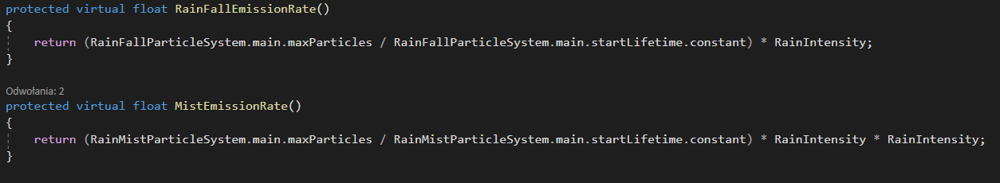 protected virtual float RainFallEmissionRate()
{
return (RainFallParticleSystem.main.maxParticles / RainFallParticleSystem.main.startLifetime.constant) * RainIntensity;
}
Odwołania: 2
protected virtual float MistEmissionRate()
{
return (RainMistParticleSystem.main.maxParticles / RainMistParticleSystem.main.startLifetime.constant) * RainIntensity * RainIntensity;
}